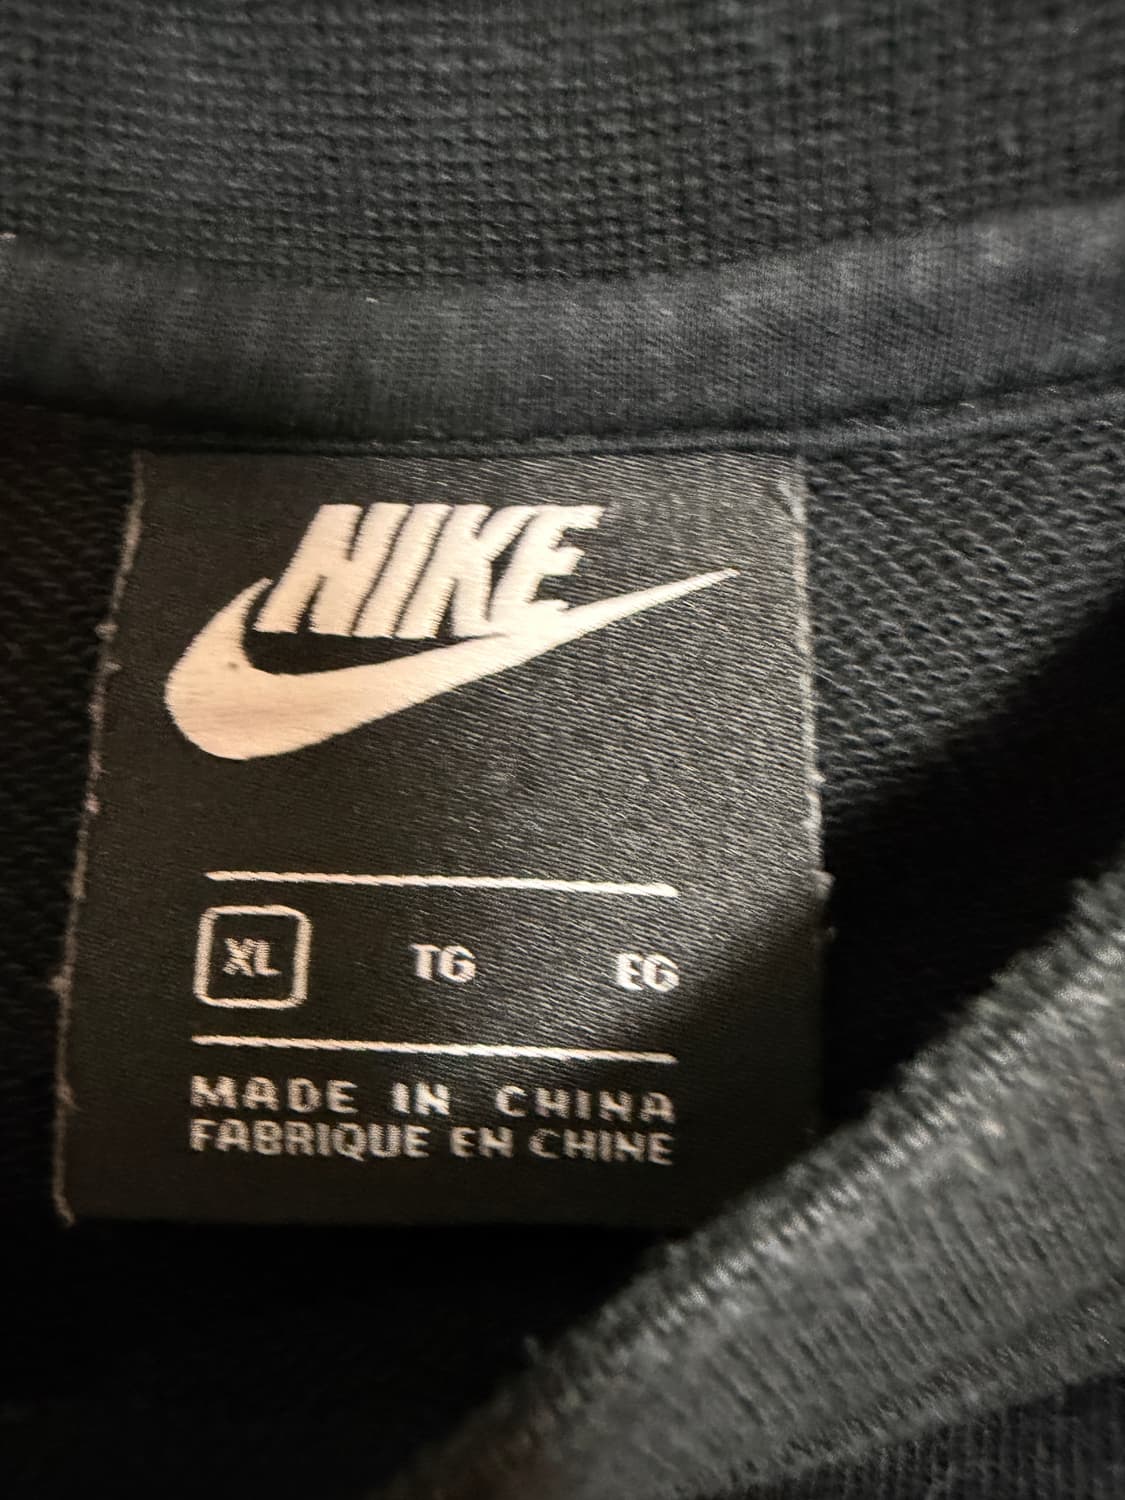 NIKE
XL TG EG
MADE IN CHINA
FABRIQUE EN CHINE